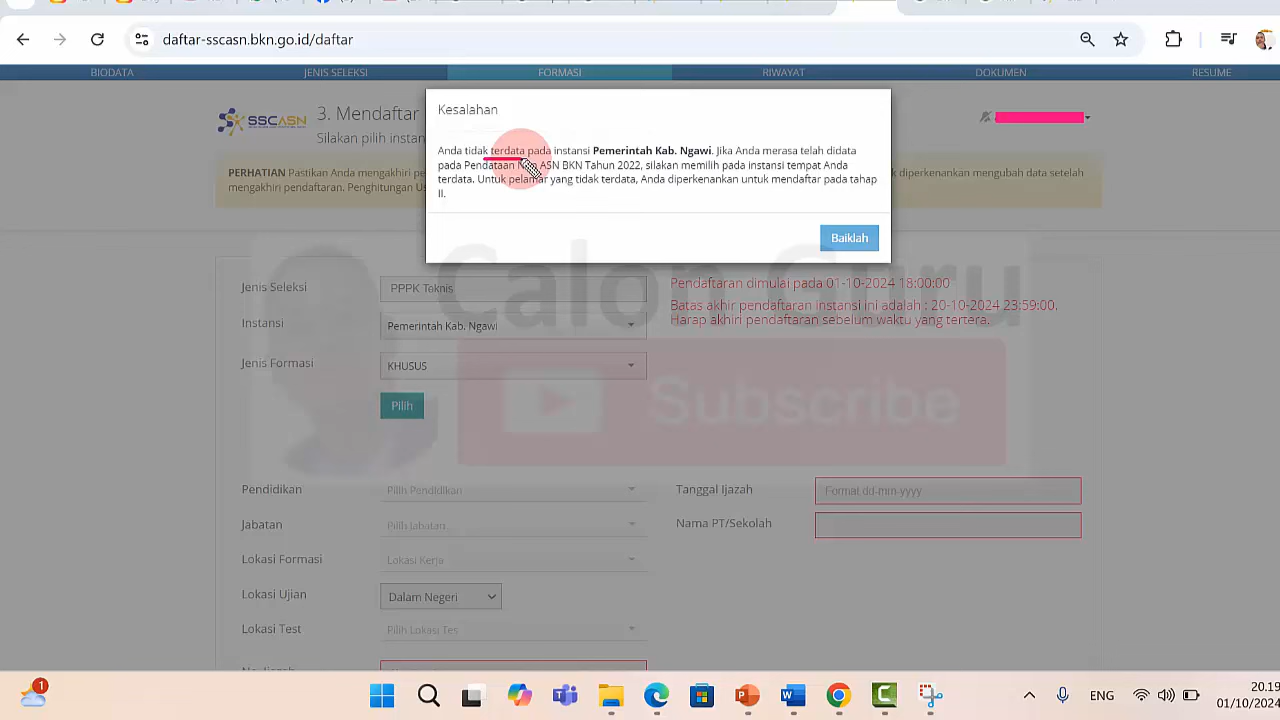 daftar-sscasn.bkn.go.id/daftar
BIODATA JENIS SELEKSI FORMASI RIWAYAT DOKUMEN RESUME
SSCASN
3. Mendaftar
Silakan pilih instan
Kesalahan
Anda tidak terdata pada instansi Pemerintah Kab. Ngawi. Jika Anda merasa telah didata
pada Pendataan Non ASN BKN Tahun 2022, silakan memilih pada instansi tempat Anda
terdata. Untuk pelamar yang tidak terdata, Anda diperkenankan untuk mendaftar pada tahap
II.
Baiklah
PERHATIAN Pastikan Anda mengakhiri pe diperkenankan mengubah data setelah
mengakhiri pendaftaran. Penghitungan Us
Calon Guru
Subscribe
Jenis Seleksi PPPK Teknis
Pendaftaran dimulai pada 01-10-2024 18:00:00
Batas akhir pendaftaran instansi ini adalah : 20-10-2024 23:59:00.
Harap akhiri pendaftaran sebelum waktu yang tertera.
Instansi Pemerintah Kab. Ngawi
Jenis Formasi KHUSUS
Pilih
Pendidikan Pilih Pendidikan Tanggal Ijazah Format dd-mm-yyyy
Jabatan Pilih Jabatan Nama PT/Sekolah
Lokasi Formasi Lokasi Kerja
Lokasi Ujian Dalam Negeri
Lokasi Test Pilih Lokasi Tes
1
ENG
20.19
01/10/2024